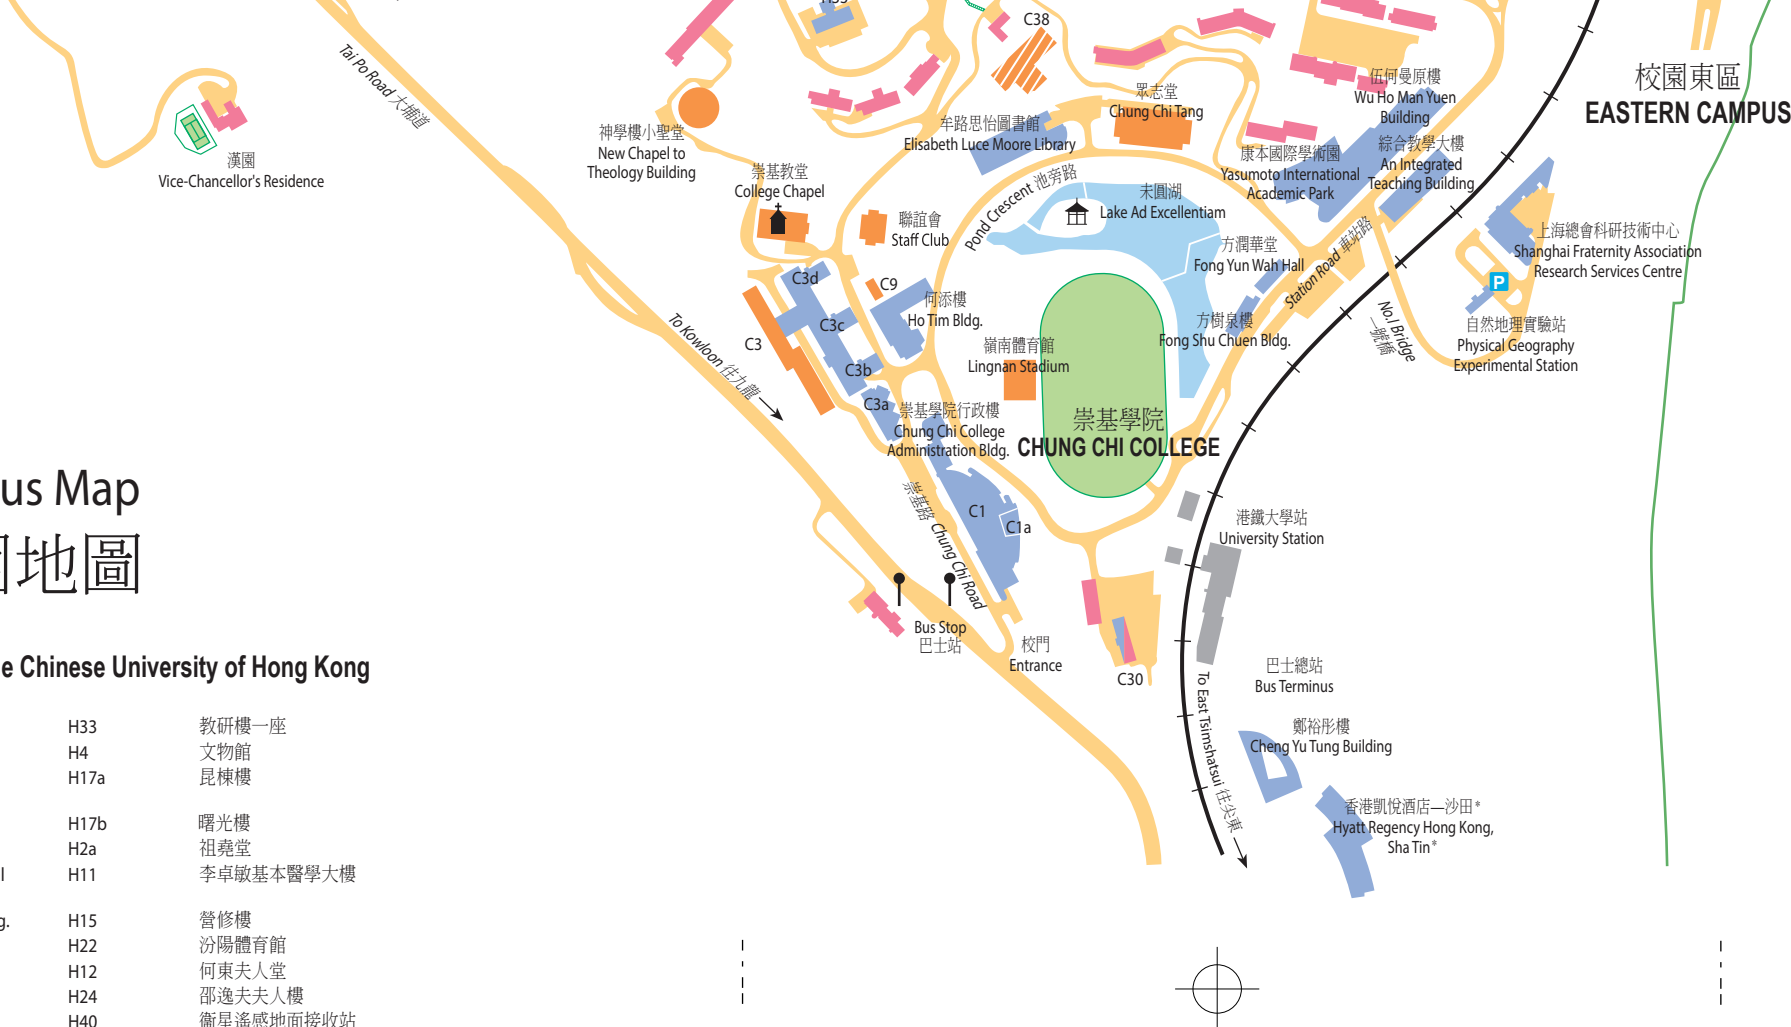 C38
Tai Po Road 大埔道
漢園
Vice-Chancellor's Residence
神學樓小聖堂
New Chapel to
Theology Building
崇基教堂
College Chapel
聯誼會
Staff Club
牟路思怡圖書館
Elisabeth Luce Moore Library
眾志堂
Chung Chi Tang
伍何曼原樓
Wu Ho Man Yuen
Building
康本國際學術園
Yasumoto International
Academic Park
綜合教學大樓
An Integrated
Teaching Building
校園東區
EASTERN CAMPUS
Pond Crescent 池旁路
未圓湖
Lake Ad Excellentiam
方潤華堂
Fong Yun Wah Hall
Station Road 車站路
上海總會科研技術中心
Shanghai Fraternity Association
Research Services Centre
P
自然地理實驗站
Physical Geography
Experimental Station
No.1 Bridge
一號橋
方樹泉樓
Fong Shu Chuen Bldg.
C3d
C9
C3c
C3
C3b
C3a
何添樓
Ho Tim Bldg.
嶺南體育館
Lingnan Stadium
To Kowloon 往九龍
崇基學院行政樓
Chung Chi College
Administration Bldg.
崇基學院
CHUNG CHI COLLEGE
C1
C1a
崇基路 Chung Chi Road
港鐵大學站
University Station
Bus Stop
巴士站
校門
Entrance
C30
巴士總站
Bus Terminus
To East Tsimshatsui 往尖東
鄭裕彤樓
Cheng Yu Tung Building
香港凱悅酒店—沙田*
Hyatt Regency Hong Kong,
Sha Tin*
us Map
地圖
e Chinese University of Hong Kong
H33 教研樓一座
H4 文物館
H17a 昆棟樓
H17b 曙光樓
H2a 祖堯堂
l H11 李卓敏基本醫學大樓
g. H15 營修樓
H22 汾陽體育館
H12 何東夫人堂
H24 邵逸夫夫人樓
H40 衞星遙感地面接收站